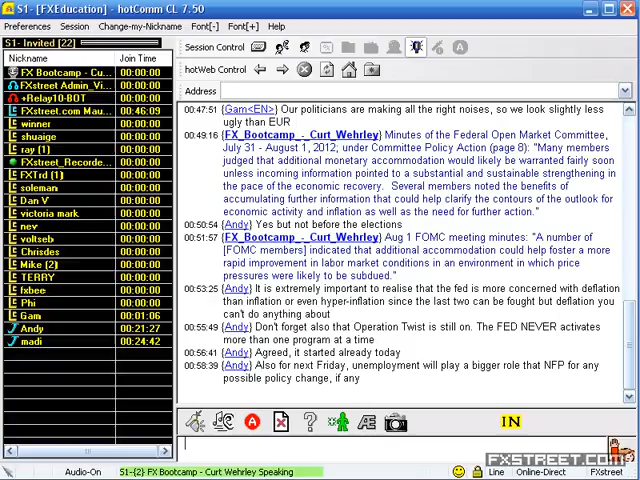 S1- [FXEducation] - hotComm CL 7.50
Preferences Session Change-my-Nickname Font[-] Font[+] Help
S1- Invited [22]
Nickname Join Time
FX Bootcamp - Cu... 00:00:00
FXstreet Admin_Vi... 00:00:00
+Relay10-BOT 00:00:00
FXstreet.com Mau... 00:46:09
winner 00:00:00
shuaige 00:00:00
ray (1) 00:00:00
FXstreet_Recorde... 00:00:00
FXTrd (1) 00:00:00
soleman 00:00:00
Dan V 00:00:00
victoria mark 00:00:00
nev 00:00:00
voltseb 00:00:00
Chrisdes 00:00:00
Mike (2) 00:00:00
TERRY 00:00:00
fxbee 00:00:00
Phi 00:00:00
Gam 00:01:06
Andy 00:21:27
madi 00:24:42
Session Control
hotWeb Control
Address
00:47:51 {Gam<EN>} Our politicians are making all the right noises, so we look slightly less
ugly than EUR
00:49:16 {FX_Bootcamp_-_Curt_Wehrley} Minutes of the Federal Open Market Committee,
July 31 - August 1, 2012; under Committee Policy Action (page 8): "Many members
judged that additional monetary accommodation would likely be warranted fairly soon
unless incoming information pointed to a substantial and sustainable strengthening in
the pace of the economic recovery. Several members noted the benefits of
accumulating further information that could help clarify the contours of the outlook for
economic activity and inflation as well as the need for further action."
00:50:54 {Andy} Yes but not before the elections
00:51:57 {FX_Bootcamp_-_Curt_Wehrley} Aug 1 FOMC meeting minutes: "A number of
[FOMC members] indicated that additional accommodation could help foster a more
rapid improvement in labor market conditions in an environment in which price
pressures were likely to be subdued."
00:53:25 {Andy} It is extremely important to realise that the fed is more concerned with deflation
than inflation or even hyper-inflation since the last two can be fought but deflation you
can't do anything about
00:55:49 {Andy} Don't forget also that Operation Twist is still on. The FED NEVER activates
more than one program at a time
00:56:41 {Andy} Agreed, it started already today
00:58:39 {Andy} Also for next Friday, unemployment will play a bigger role that NFP for any
possible policy change, if any
IN
FXSTREET.COM
Audio-On S1-{2} FX Bootcamp - Curt Wehrley Speaking Line Online-Direct FXstreet